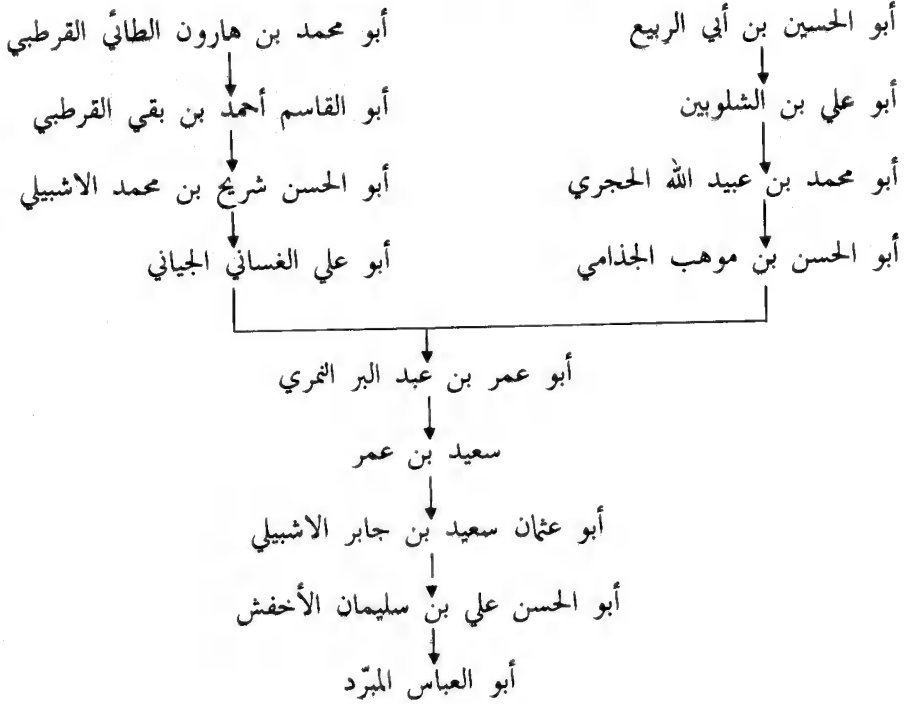 أبو الحسين بن أبي الربيع
أبو محمد بن هارون الطائي القرطبي
أبو علي بن الشلوبين
أبو القاسم أحمد بن بقي القرطبي
أبو محمد بن عبيد الله الحجري
أبو الحسن شريح بن محمد الاشبيلي
أبو الحسن بن موهب الجذامي
أبو علي الغساني الجياني
أبو عمر بن عبد البر النمري
سعيد بن عمر
أبو عثمان سعيد بن جابر الاشبيلي
أبو الحسن علي بن سليمان الأخفش
أبو العباس المبرّد